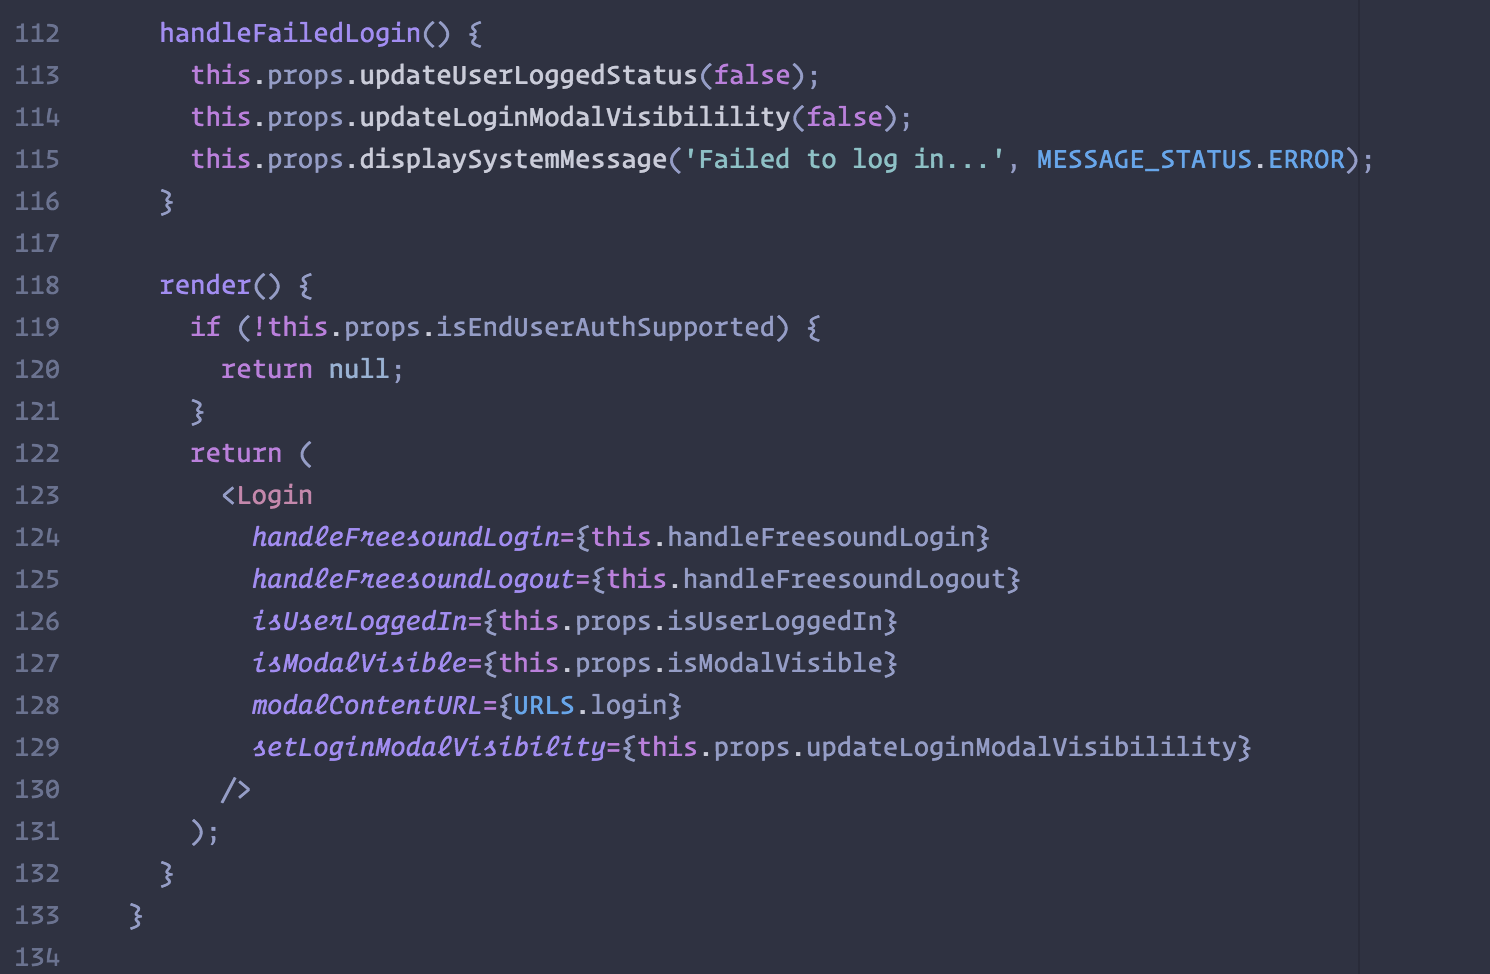 112 handleFailedLogin() {
113 this.props.updateUserLoggedStatus(false);
114 this.props.updateLoginModalVisibilility(false);
115 this.props.displaySystemMessage('Failed to log in...', MESSAGE_STATUS.ERROR);
116 }
117
118 render() {
119 if (!this.props.isEndUserAuthSupported) {
120 return null;
121 }
122 return (
123 <Login
124 handleFreesoundLogin={this.handleFreesoundLogin}
125 handleFreesoundLogout={this.handleFreesoundLogout}
126 isUserLoggedIn={this.props.isUserLoggedIn}
127 isModalVisible={this.props.isModalVisible}
128 modalContentURL={URLS.login}
129 setLoginModalVisibility={this.props.updateLoginModalVisibilility}
130 />
131 );
132 }
133 }
134